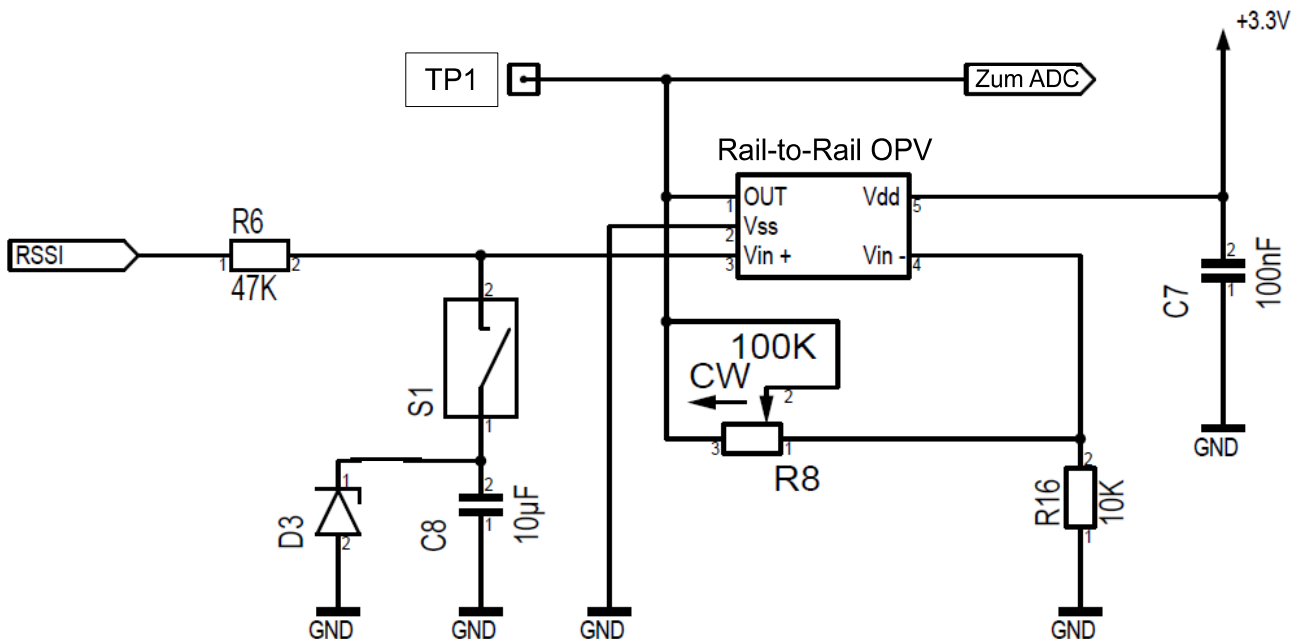 +3.3V
TP1
Zum ADC
Rail-to-Rail OPV
OUT
Vdd
1
5
Vss
2
R6
RSSI
1
2
Vin +
Vin -
3
4
47K
2
C7
100nF
1
2
100K
CW
2
S1
1
3
1
GND
R8
2
R16
10K
1
1
D3
2
2
C8
10µF
1
GND
GND
GND
GND